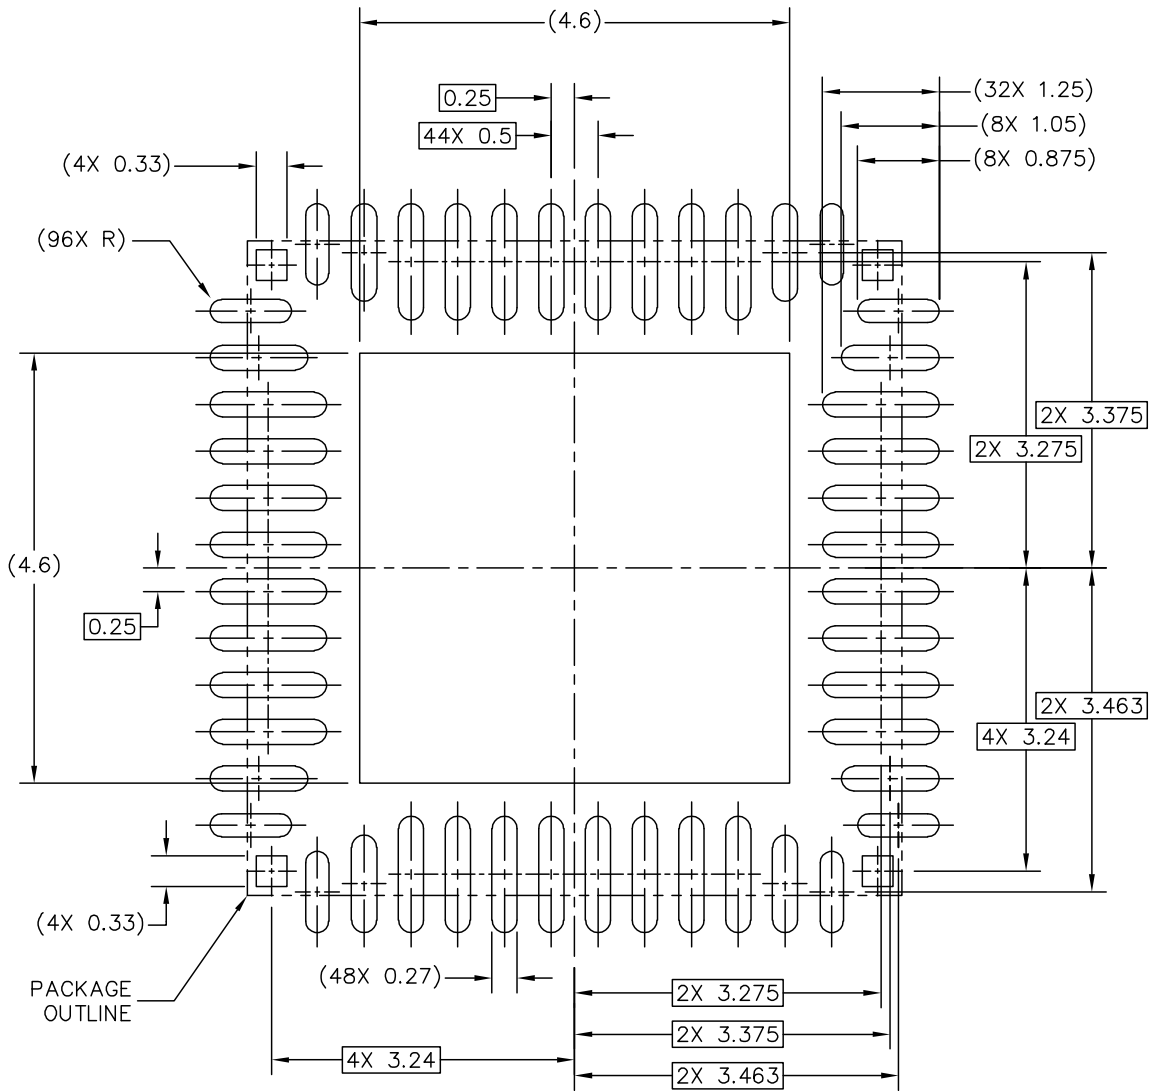 (4.6)
0.25
(32X 1.25)
44X 0.5
(8X 1.05)
(4X 0.33)
(8X 0.875)
(96X R)
2X 3.375
2X 3.275
(4.6)
0.25
2X 3.463
4X 3.24
(4X 0.33)
(48X 0.27)
PACKAGE
OUTLINE
2X 3.275
2X 3.375
4X 3.24
2X 3.463